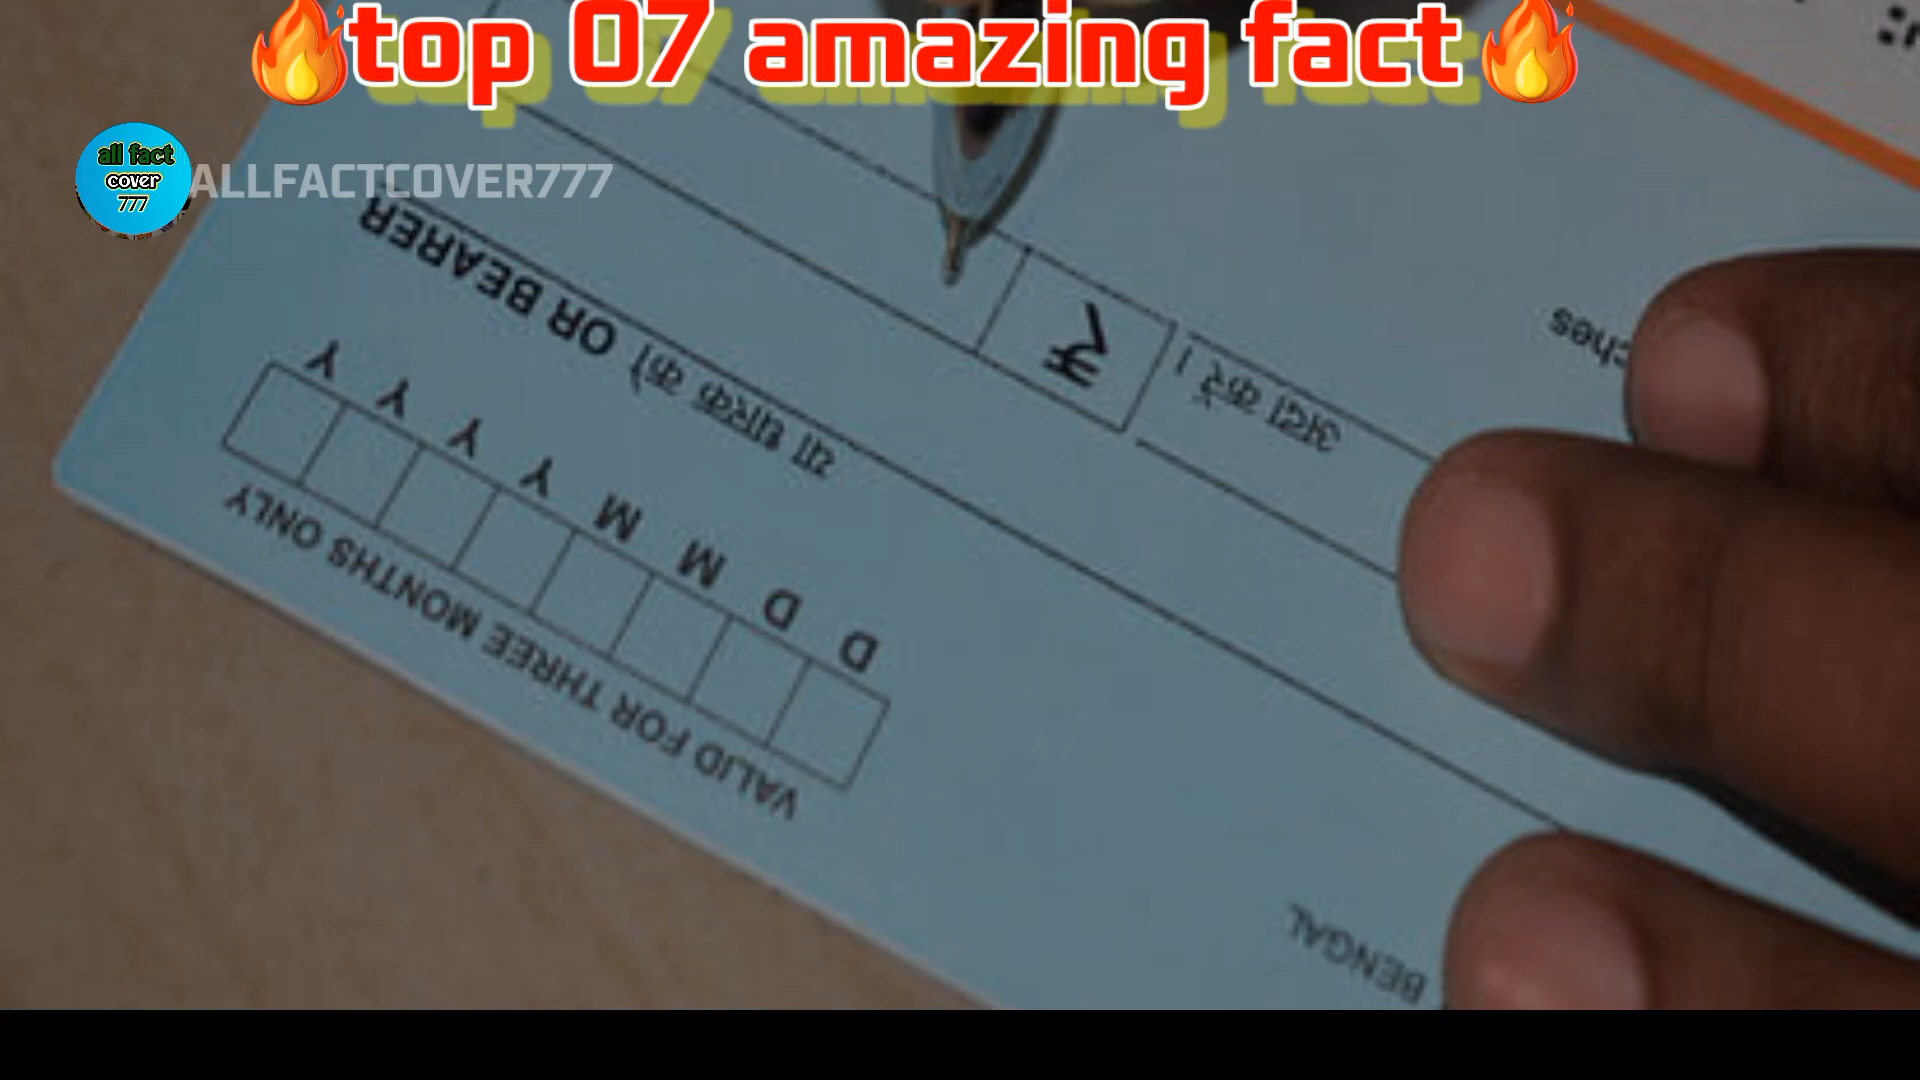 🔥top 07 amazing fact🔥
all fact
cover
777
ALLFACTCOVER777
VALID FOR THREE MONTHS ONLY
D D M M Y Y Y Y
या धारक को OR BEARER
अदा करें ।
₹
BENGAL